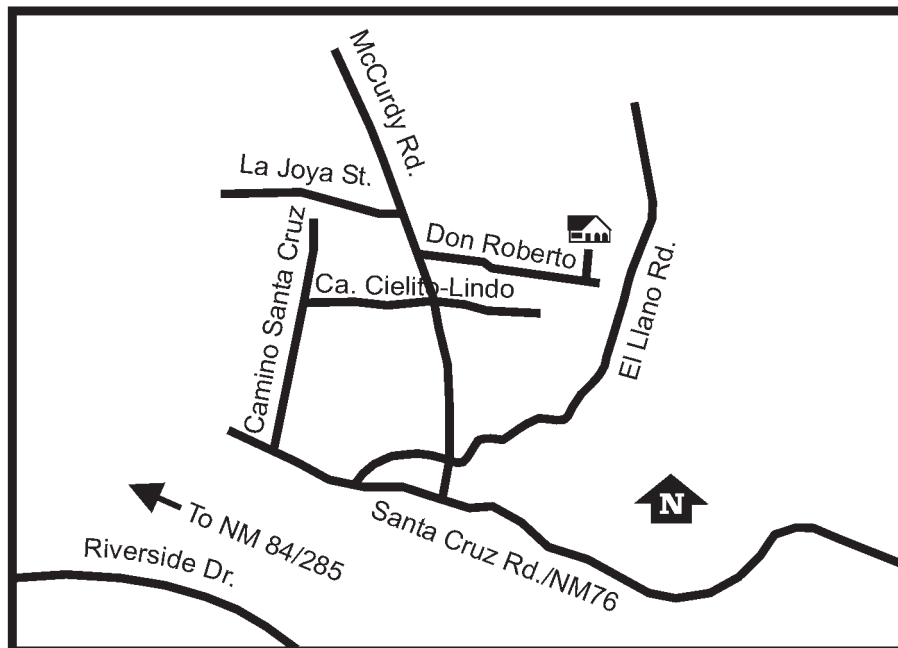 McCurdy Rd.
La Joya St.
Camino Santa Cruz
Don Roberto
Ca. Cielito-Lindo
El Llano Rd.
N
Santa Cruz Rd./NM76
To NM 84/285
Riverside Dr.